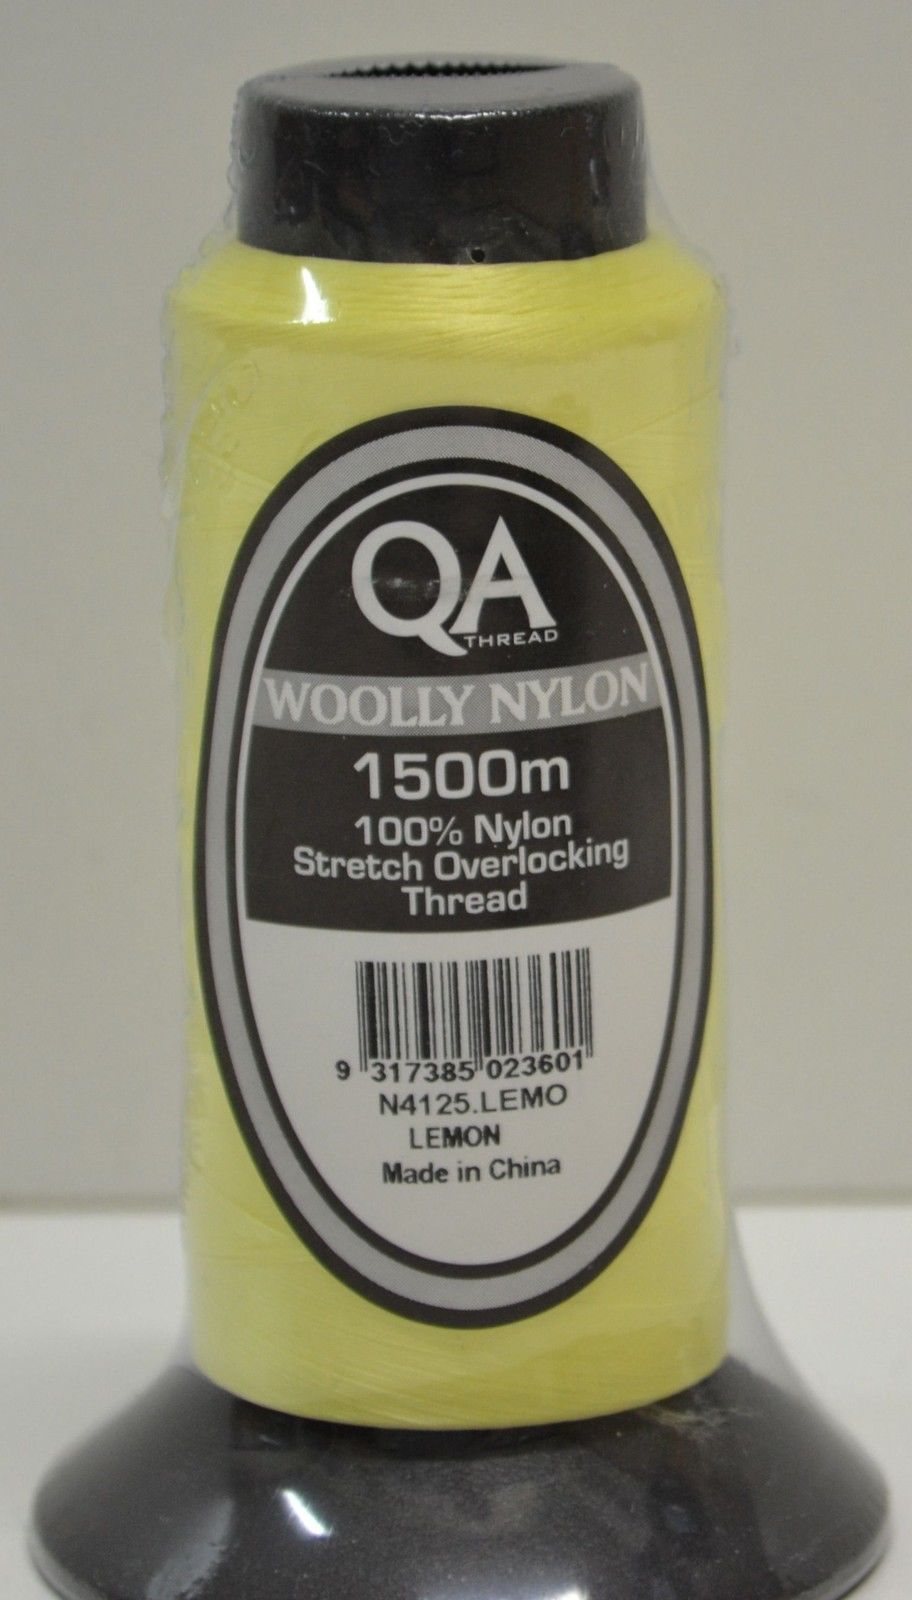 QA
THREAD
WOOLLY NYLON
1500m
100% Nylon
Stretch Overlocking
Thread
9 317385 023601
N4125.LEMO
LEMON
Made in China